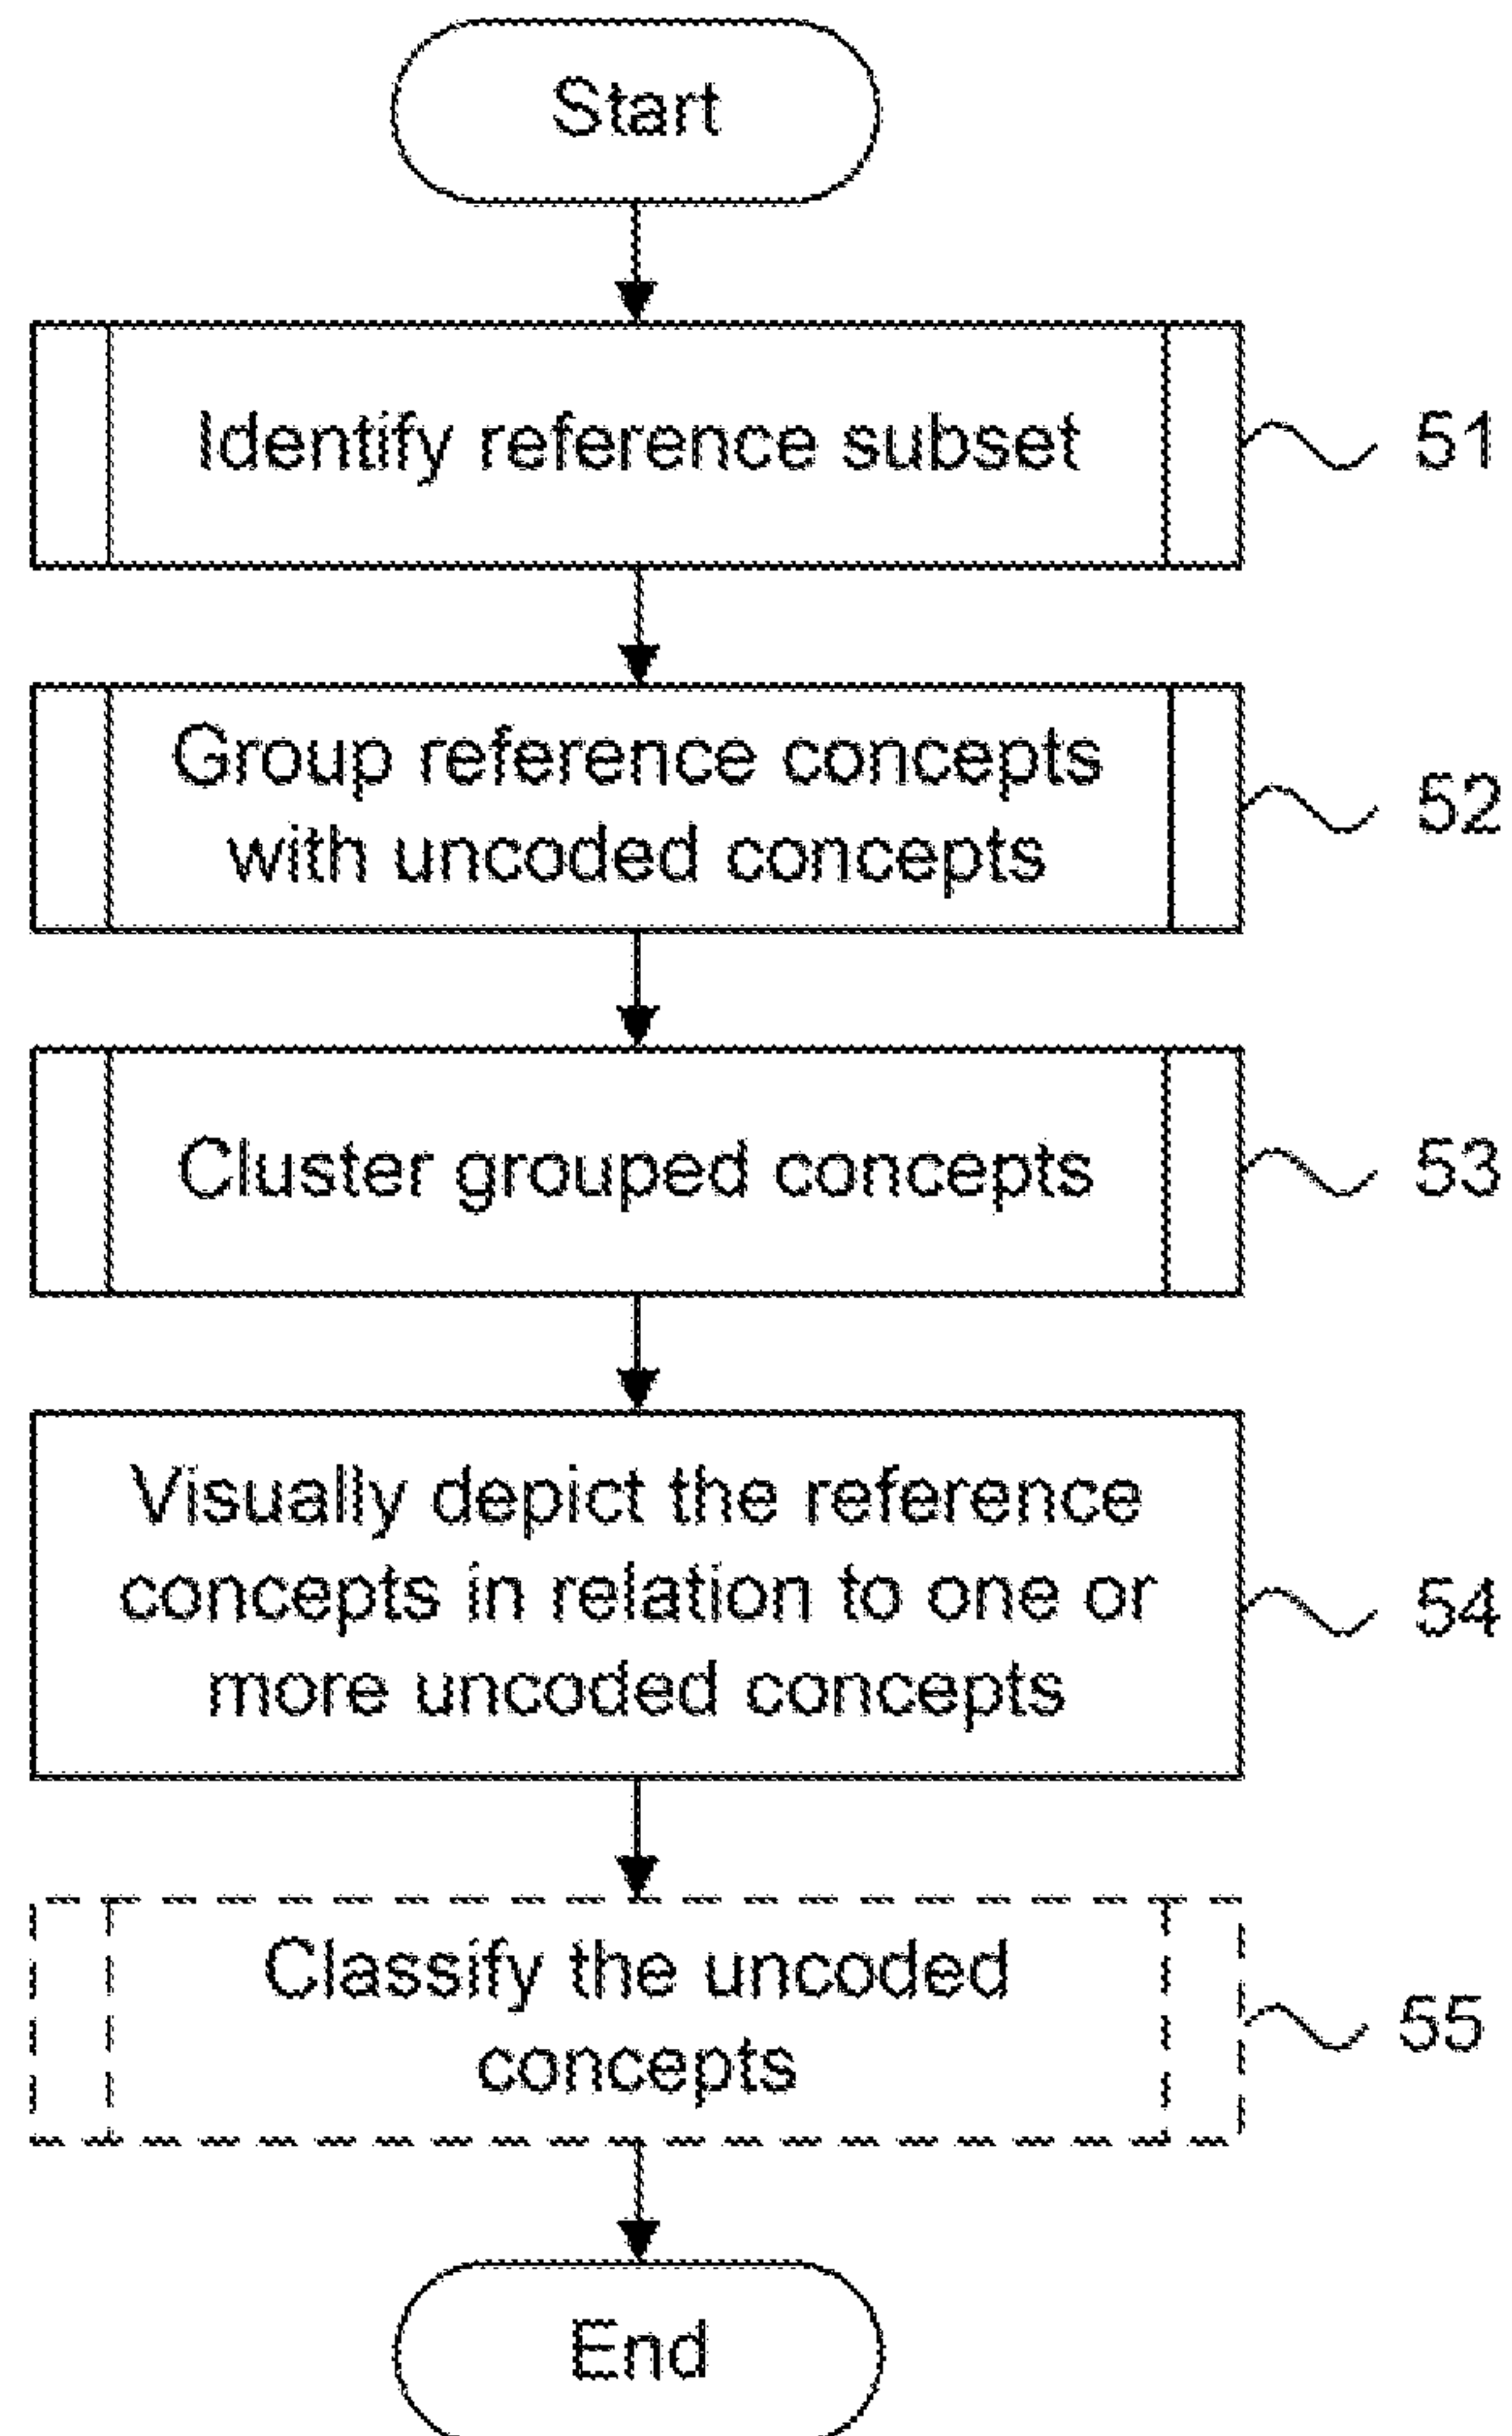 Start
Identify reference subset
51
Group reference concepts
with uncoded concepts
52
Cluster grouped concepts
53
Visually depict the reference
concepts in relation to one or
more uncoded concepts
54
Classify the uncoded
concepts
55
End